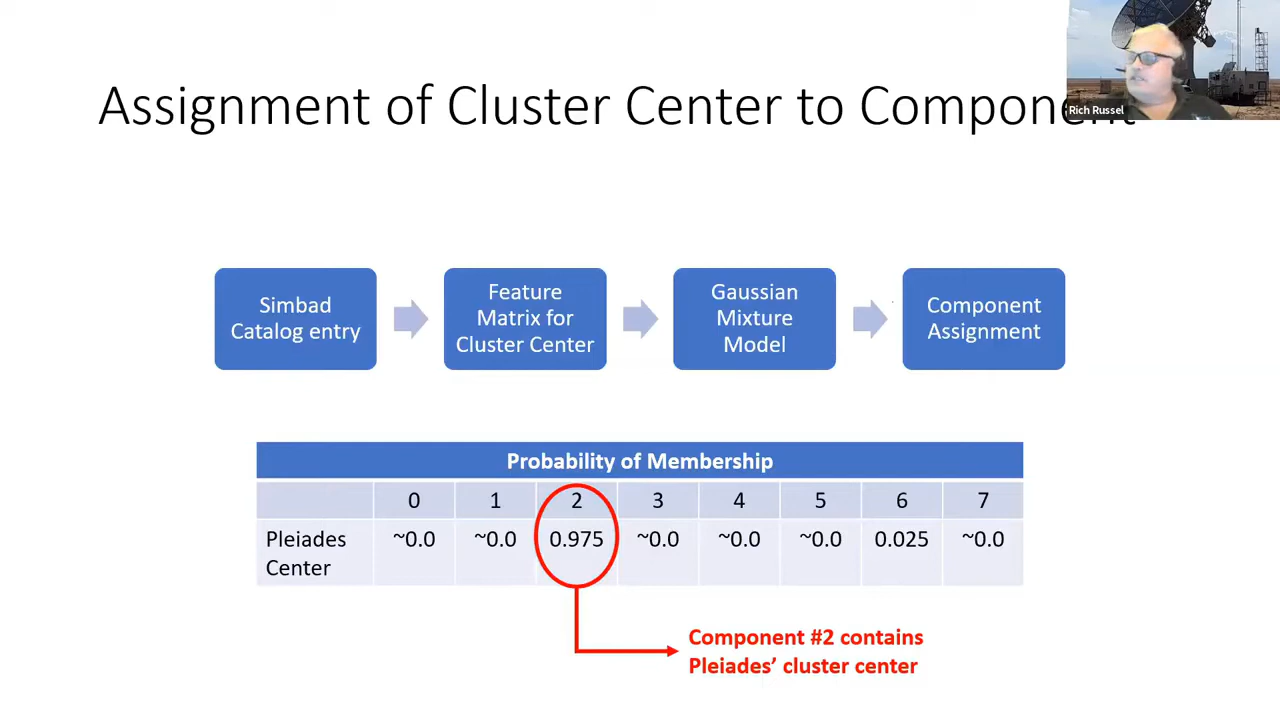 Assignment of Cluster Center to Component
Rich Russel
Simbad
Catalog entry
Feature
Matrix for
Cluster Center
Gaussian
Mixture
Model
Component
Assignment
Probability of Membership
0 1 2 3 4 5 6 7
Pleiades Center ~0.0 ~0.0 0.975 ~0.0 ~0.0 ~0.0 0.025 ~0.0
Component #2 contains
Pleiades’ cluster center